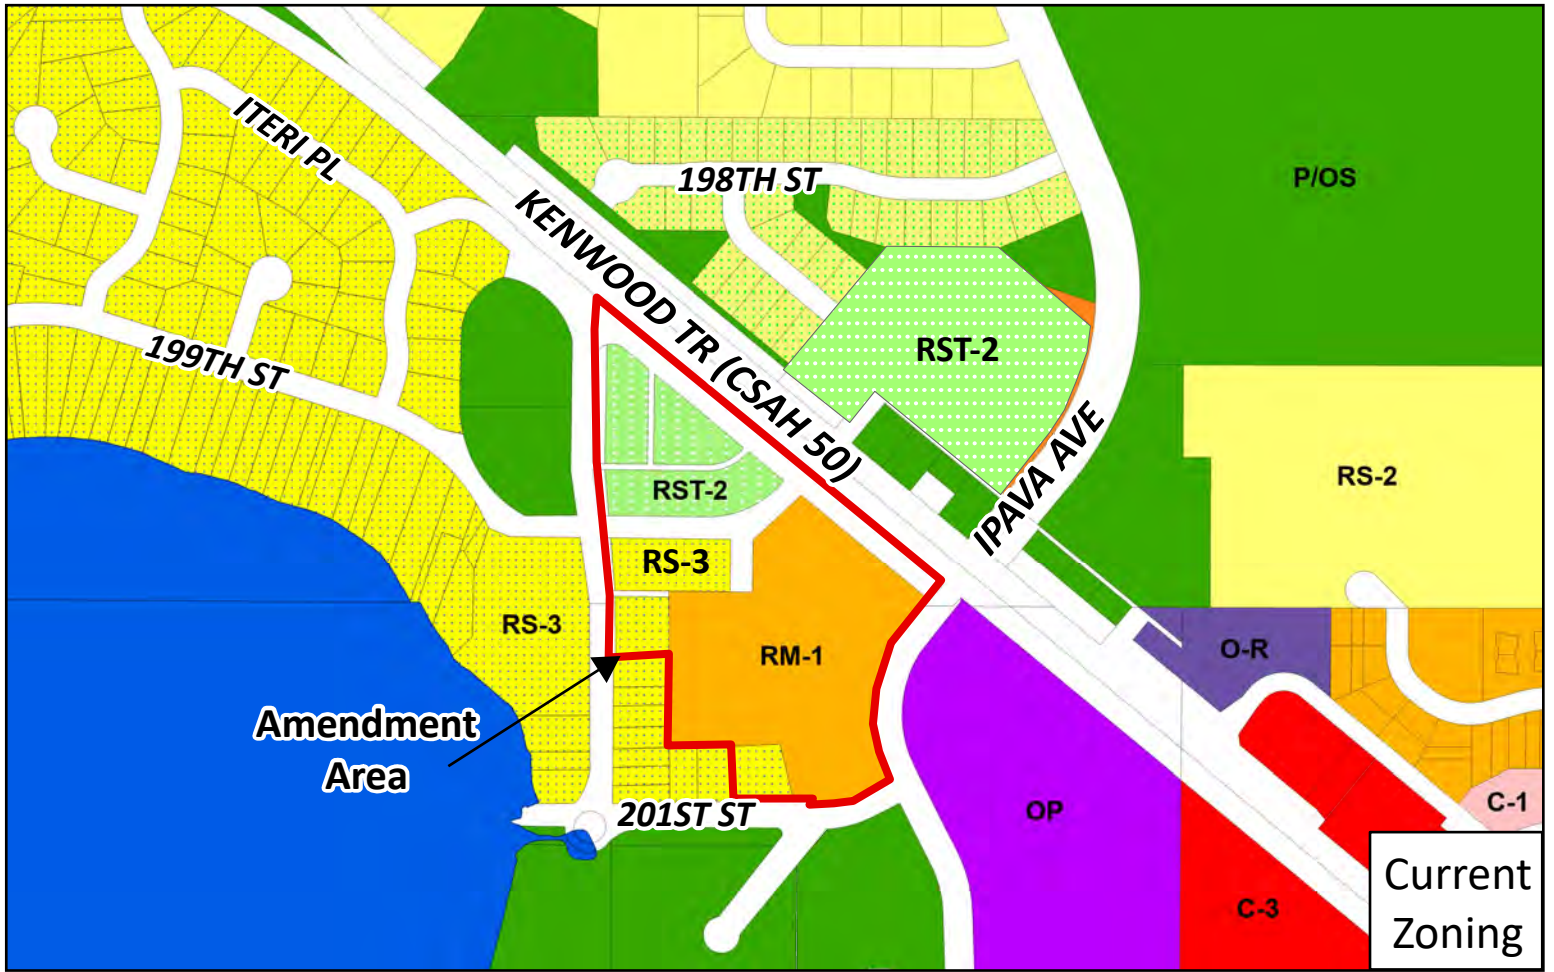 ITERI PL
198TH ST
P/OS
KENWOOD TR (CSAH 50)
199TH ST
RST-2
RST-2
IPAVA AVE
RS-2
RS-3
RS-3
RM-1
O-R
Amendment
Area
201ST ST
OP
C-1
C-3
Current
Zoning